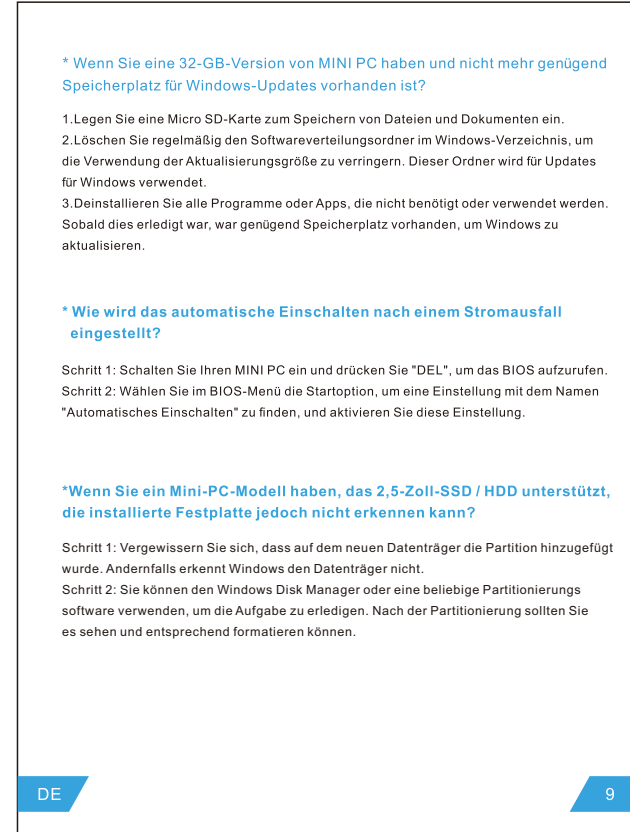 * Wenn Sie eine 32-GB-Version von MINI PC haben und nicht mehr genügend
Speicherplatz für Windows-Updates vorhanden ist?
1.Legen Sie eine Micro SD-Karte zum Speichern von Dateien und Dokumenten ein.
2.Löschen Sie regelmäßig den Softwareverteilungsordner im Windows-Verzeichnis, um
die Verwendung der Aktualisierungsgröße zu verringern. Dieser Ordner wird für Updates
für Windows verwendet.
3.Deinstallieren Sie alle Programme oder Apps, die nicht benötigt oder verwendet werden.
Sobald dies erledigt war, war genügend Speicherplatz vorhanden, um Windows zu
aktualisieren.
* Wie wird das automatische Einschalten nach einem Stromausfall
eingestellt?
Schritt 1: Schalten Sie Ihren MINI PC ein und drücken Sie "DEL", um das BIOS aufzurufen.
Schritt 2: Wählen Sie im BIOS-Menü die Startoption, um eine Einstellung mit dem Namen
"Automatisches Einschalten" zu finden, und aktivieren Sie diese Einstellung.
*Wenn Sie ein Mini-PC-Modell haben, das 2,5-Zoll-SSD / HDD unterstützt,
die installierte Festplatte jedoch nicht erkennen kann?
Schritt 1: Vergewissern Sie sich, dass auf dem neuen Datenträger die Partition hinzugefügt
wurde. Andernfalls erkennt Windows den Datenträger nicht.
Schritt 2: Sie können den Windows Disk Manager oder eine beliebige Partitionierungs
software verwenden, um die Aufgabe zu erledigen. Nach der Partitionierung sollten Sie
es sehen und entsprechend formatieren können.
DE
9